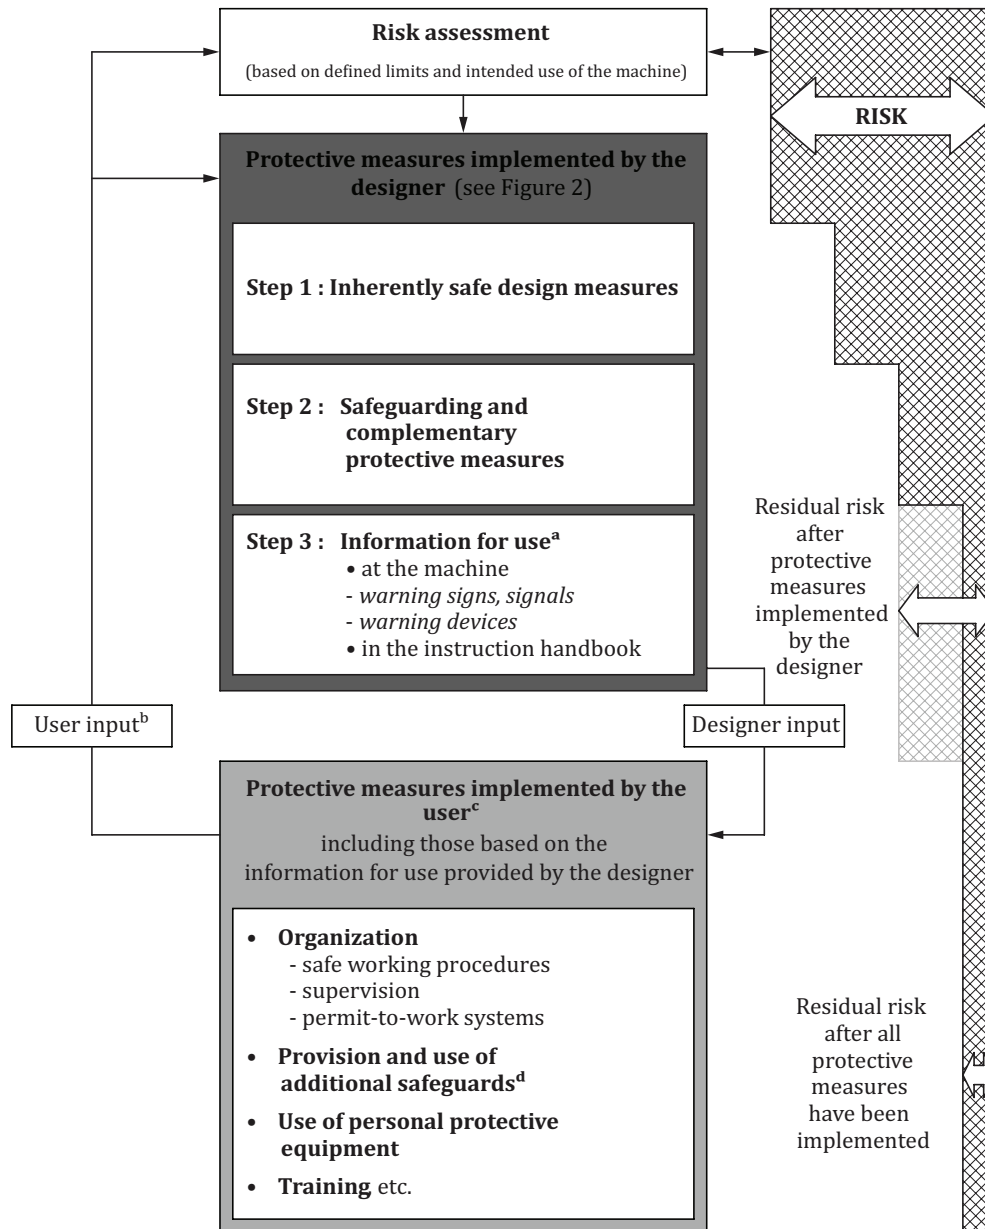 Risk assessment
(based on defined limits and intended use of the machine)
RISK
Protective measures implemented by the
designer (see Figure 2)
Step 1 : Inherently safe design measures
Step 2 : Safeguarding and
complementary
protective measures
Step 3 : Information for useᵃ
• at the machine
- warning signs, signals
- warning devices
• in the instruction handbook
Residual risk
after
protective
measures
implemented
by the
designer
User inputᵇ
Designer input
Protective measures implemented by the
userᶜ
including those based on the
information for use provided by the designer
• Organization
- safe working procedures
- supervision
- permit-to-work systems
• Provision and use of
additional safeguardsᵈ
• Use of personal protective
equipment
• Training, etc.
Residual risk
after all
protective
measures
have been
implemented